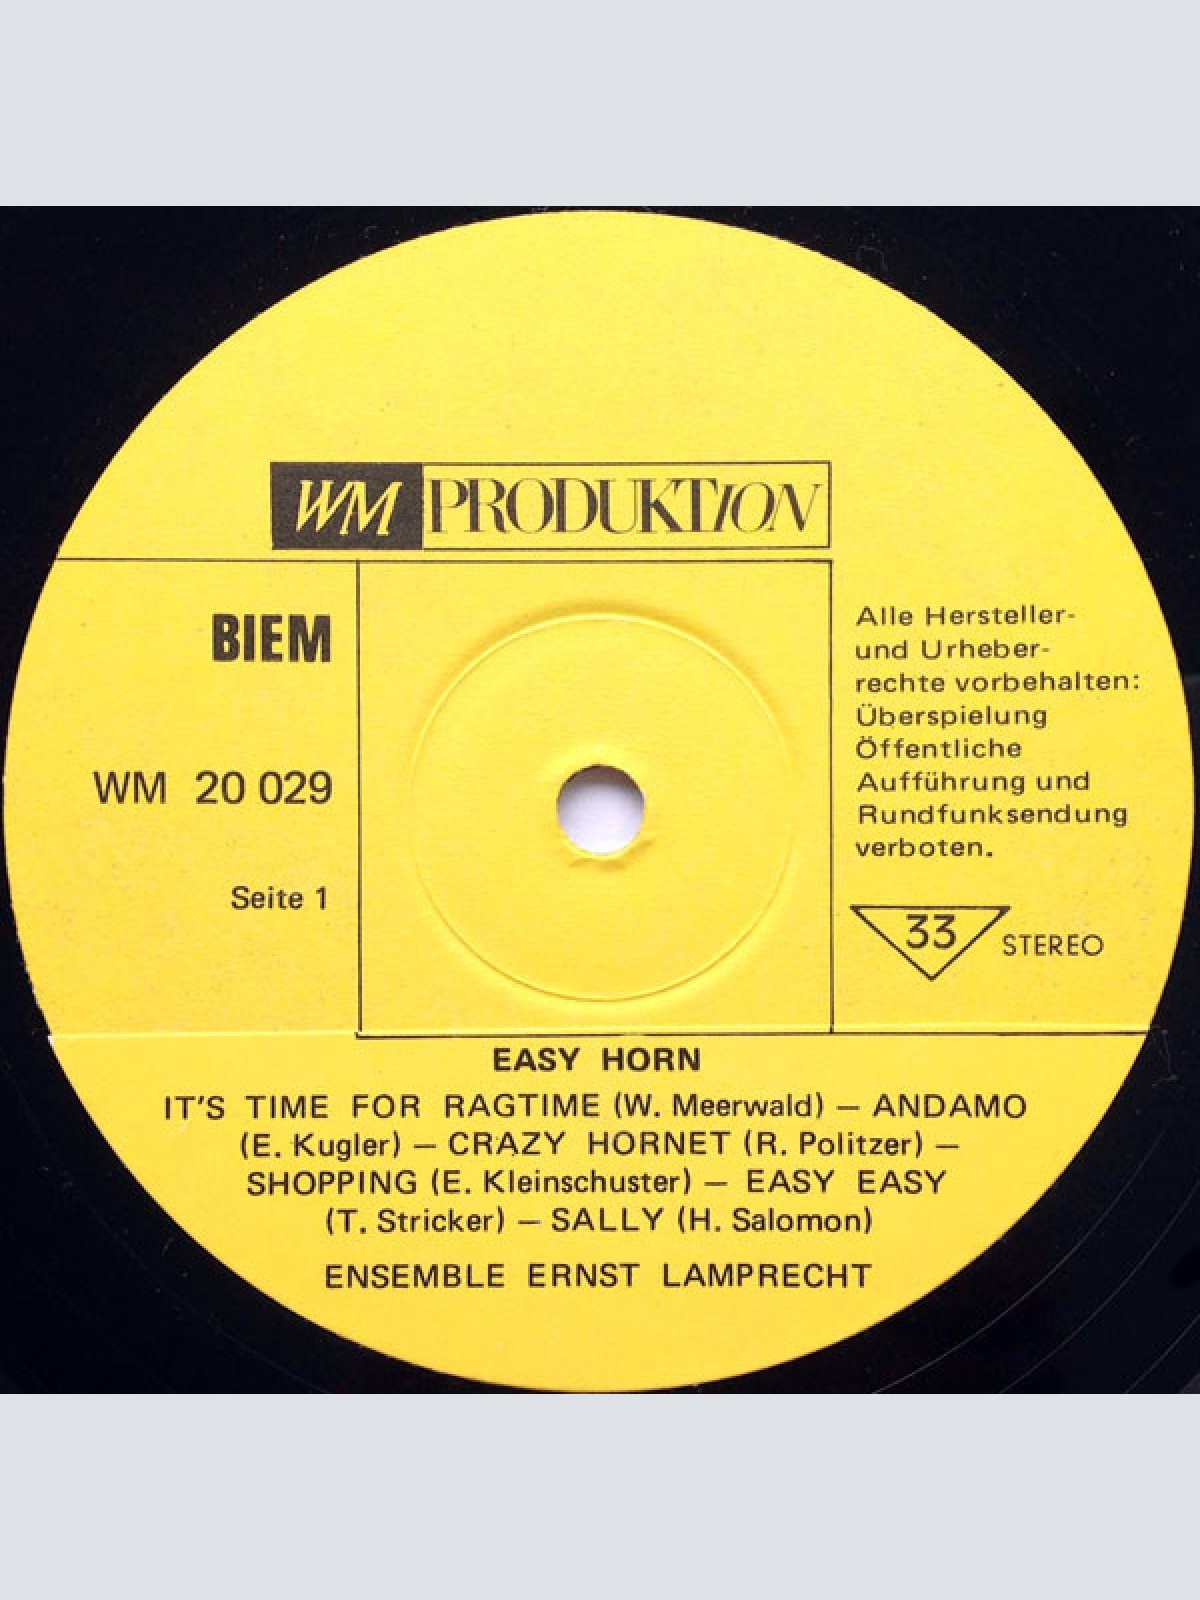 WM PRODUKTION
BIEM
WM 20 029
Seite 1
Alle Hersteller-
und Urheber-
rechte vorbehalten:
Überspielung
Öffentliche
Aufführung und
Rundfunksendung
verboten.
33 STEREO
EASY HORN
IT'S TIME FOR RAGTIME (W. Meerwald) – ANDAMO
(E. Kugler) – CRAZY HORNET (R. Politzer) –
SHOPPING (E. Kleinschuster) – EASY EASY
(T. Stricker) – SALLY (H. Salomon)
ENSEMBLE ERNST LAMPRECHT